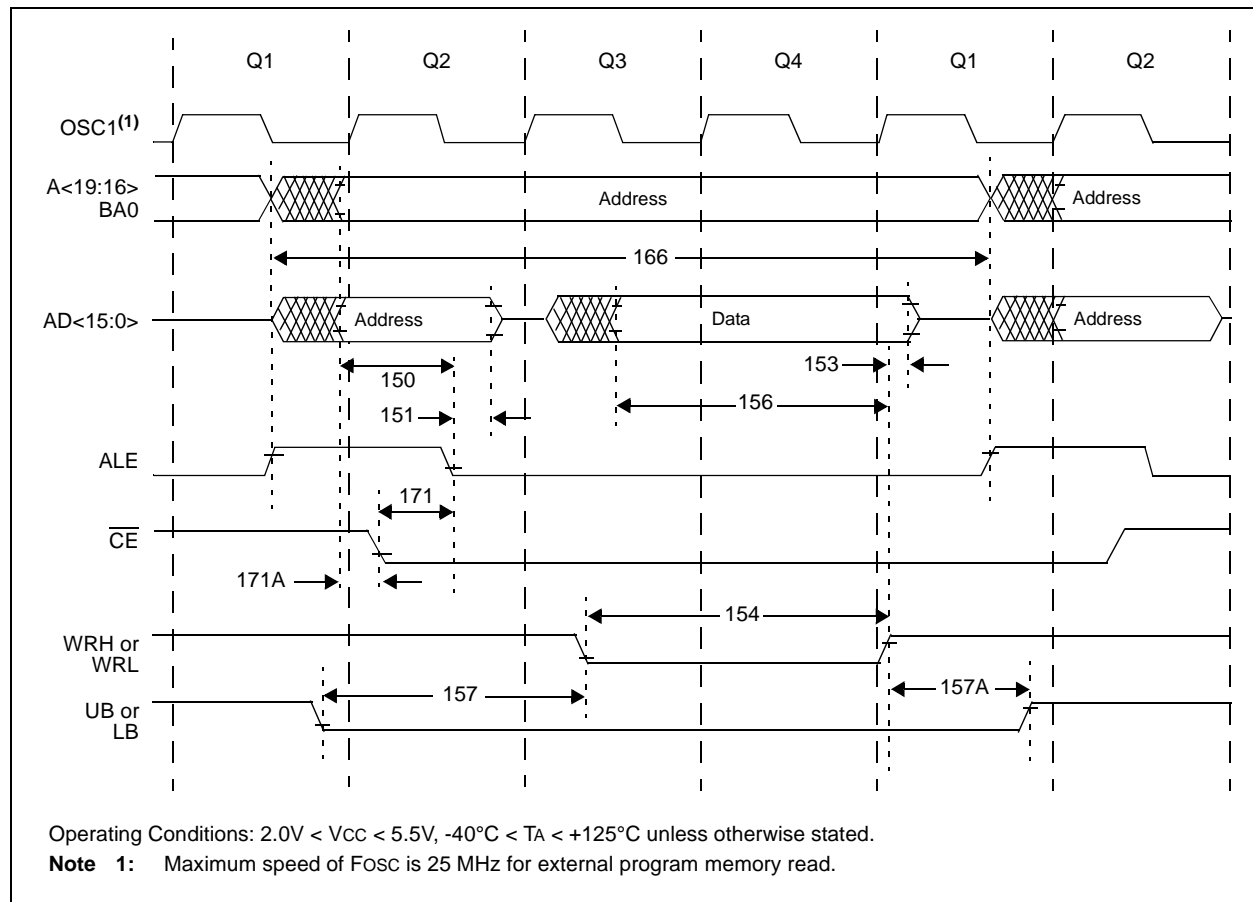 Q1 Q2 Q3 Q4 Q1 Q2
OSC1(1)
A<19:16>
BA0
Address Address
166
AD<15:0>
Address Data Address
150
153
151
156
ALE
171
CE
171A
154
WRH or
WRL
157
157A
UB or
LB
Operating Conditions: 2.0V < VCC < 5.5V, -40°C < TA < +125°C unless otherwise stated.
Note 1: Maximum speed of FOSC is 25 MHz for external program memory read.